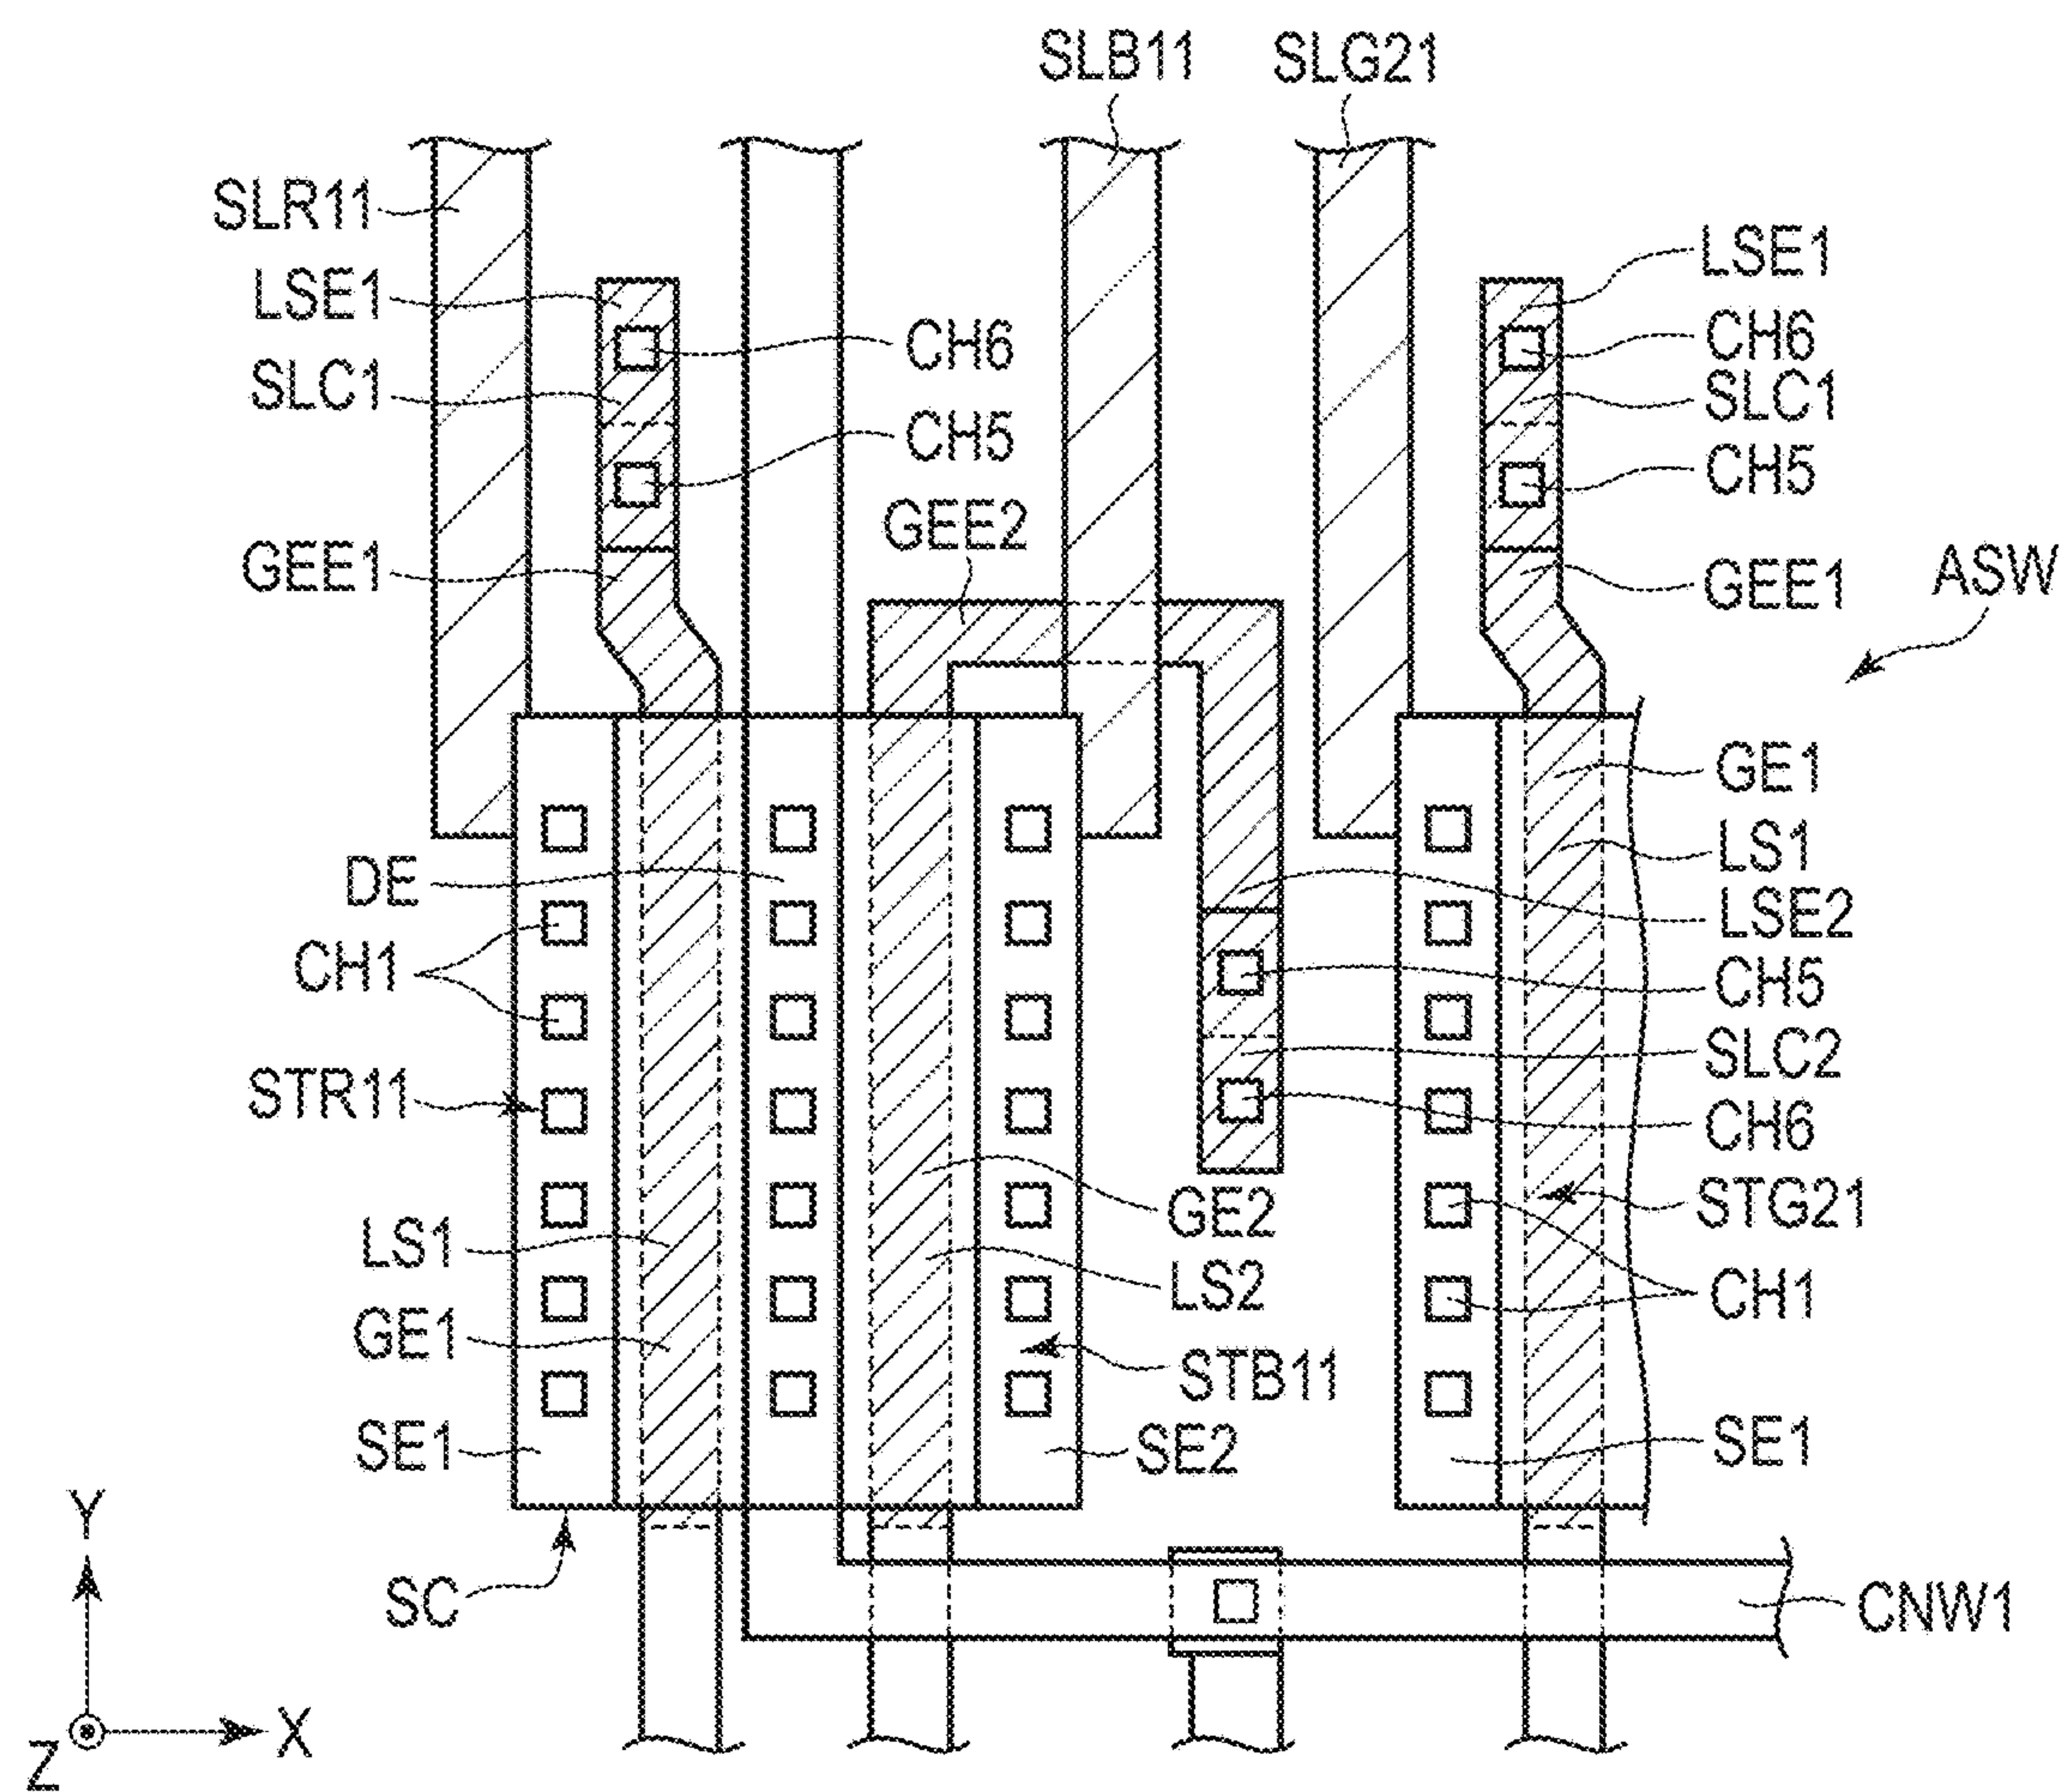 SLB11 SLG21
SLR11
LSE1 LSE1
CH6 CH6
SLC1 SLC1
CH5 CH5
GEE2
GEE1 GEE1
ASW
GE1
LS1
DE
LSE2
CH1 CH5
SLC2
STR11
CH6
STG21
GE2
LS1
LS2 CH1
GE1
STB11
SE1 SE2 SE1
Y
SC CNW1
X
Z